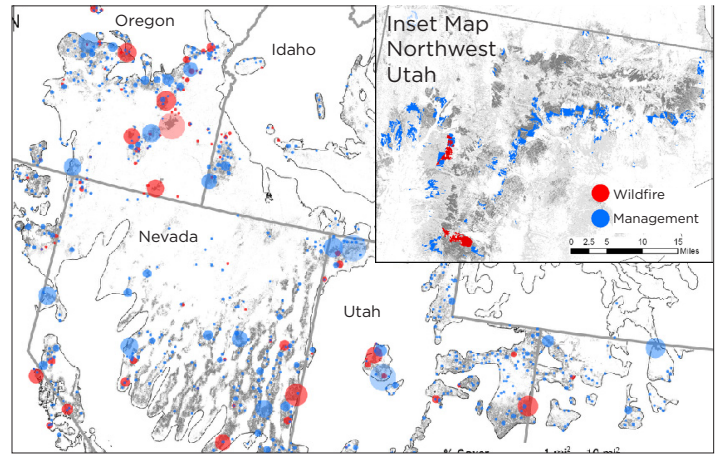 N
Oregon
Idaho
Inset Map
Northwest
Utah
Wildfire
Management
0 2.5 5 10 15
Miles
Nevada
Utah